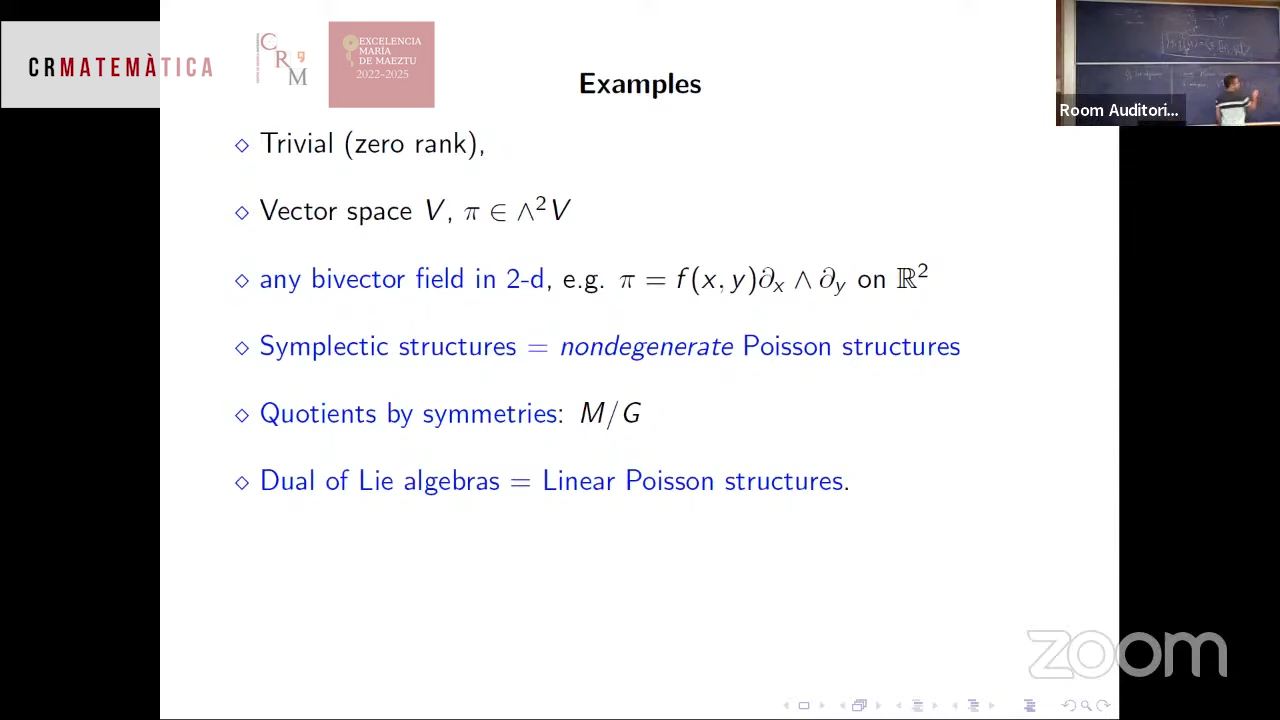 CRMATEMÀTICA
CRM
EXCELENCIA
MARÍA
DE MAEZTU
2022-2025
Examples
Room Auditori...
◇ Trivial (zero rank),
◇ Vector space V, π ∈ ∧²V
◇ any bivector field in 2-d, e.g. π = f(x, y)∂ₓ ∧ ∂ᵧ on ℝ²
◇ Symplectic structures = nondegenerate Poisson structures
◇ Quotients by symmetries: M/G
◇ Dual of Lie algebras = Linear Poisson structures.
zoom